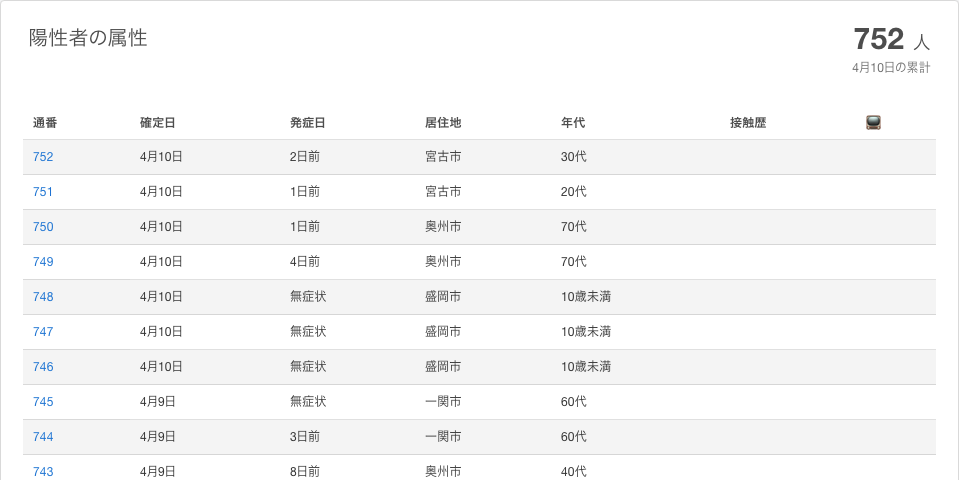 陽性者の属性
752 人
4月10日の累計
通番 確定日 発症日 居住地 年代 接触歴
752 4月10日 2日前 宮古市 30代
751 4月10日 1日前 宮古市 20代
750 4月10日 1日前 奥州市 70代
749 4月10日 4日前 奥州市 70代
748 4月10日 無症状 盛岡市 10歳未満
747 4月10日 無症状 盛岡市 10歳未満
746 4月10日 無症状 盛岡市 10歳未満
745 4月9日 無症状 一関市 60代
744 4月9日 3日前 一関市 60代
743 4月9日 8日前 奥州市 40代